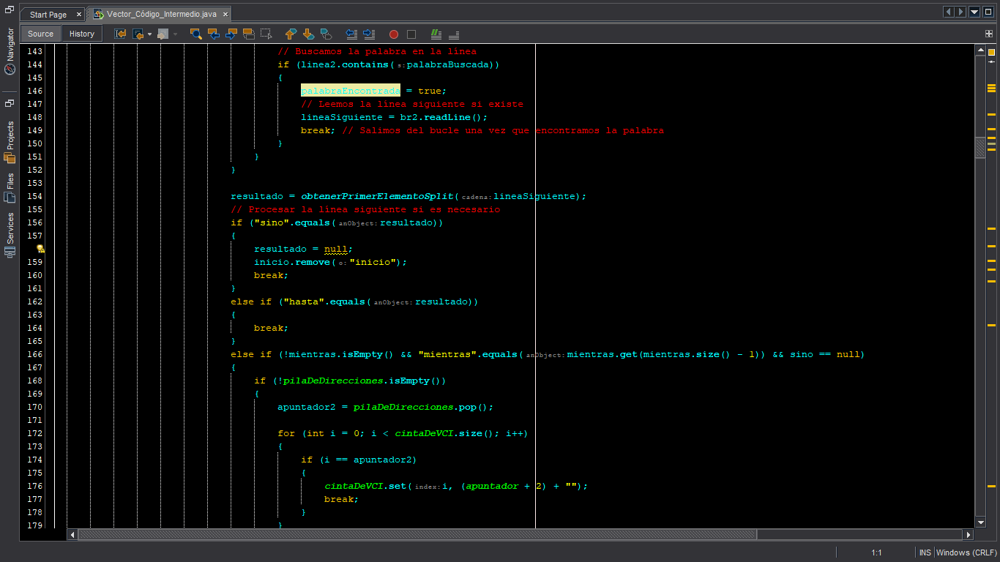 Start Page
Vector_Código_Intermedio.java
Source
History
Navigator
Projects
Files
Services
143 // Buscamos la palabra en la línea
144 if (linea2.contains( s: palabraBuscada))
145 {
146 palabraEncontrada = true;
147 // Leemos la línea siguiente si existe
148 lineaSiguiente = br2.readLine();
149 break; // Salimos del bucle una vez que encontramos la palabra
150 }
151 }
152 }
153
154 resultado = obtenerPrimerElementoSplit( cadena: lineaSiguiente);
155 // Procesar la línea siguiente si es necesario
156 if ("sino".equals( anObject: resultado))
157 {
resultado = null;
159 inicio.remove( o: "inicio");
160 break;
161 }
162 else if ("hasta".equals( anObject: resultado))
163 {
164 break;
165 }
166 else if (!mientras.isEmpty() && "mientras".equals( anObject: mientras.get(mientras.size() - 1)) && sino == null)
167 {
168 if (!pilaDeDirecciones.isEmpty())
169 {
170 apuntador2 = pilaDeDirecciones.pop();
171
172 for (int i = 0; i < cintaDeVCI.size(); i++)
173 {
174 if (i == apuntador2)
175 {
176 cintaDeVCI.set( index: i, (apuntador + 2) + "");
177 break;
178 }
179 }
1:1
INS
Windows (CRLF)